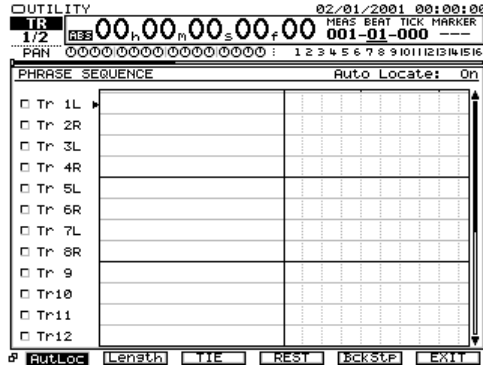 UTILITY 02/01/2001 00:00:00
TR 1/2 ABS 00h00m00s00f00 MEAS BEAT TICK MARKER
001-01-000 ---
PAN 1 2 3 4 5 6 7 8 9 10 11 12 13 14 15 16
PHRASE SEQUENCE Auto Locate: On
Tr 1L
Tr 2R
Tr 3L
Tr 4R
Tr 5L
Tr 6R
Tr 7L
Tr 8R
Tr 9
Tr10
Tr11
Tr12
AutLoc Length TIE REST BckStp EXIT